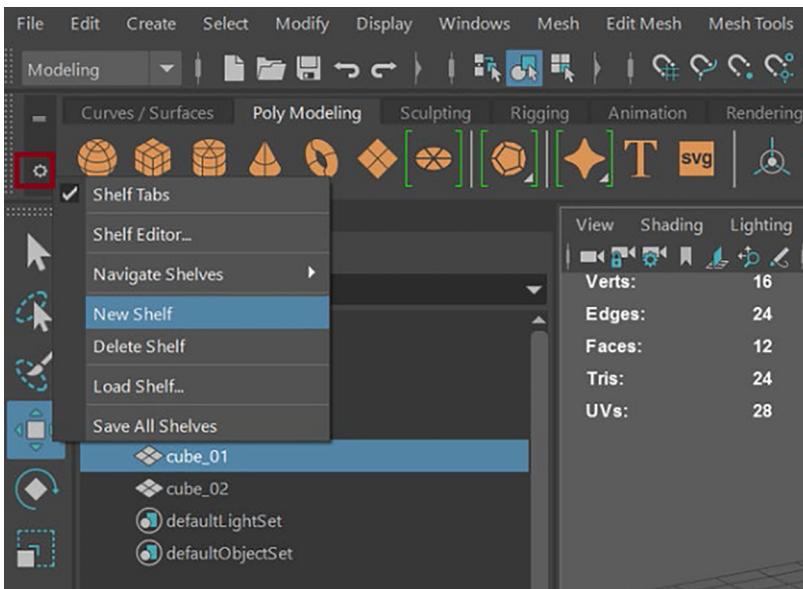 File Edit Create Select Modify Display Windows Mesh Edit Mesh Mesh Tools
Modeling
Curves / Surfaces Poly Modeling Sculpting Rigging Animation Rendering
T svg
Shelf Tabs
Shelf Editor...
Navigate Shelves
New Shelf
Delete Shelf
Load Shelf...
Save All Shelves
cube_01
cube_02
defaultLightSet
defaultObjectSet
View Shading Lighting
Verts: 16
Edges: 24
Faces: 12
Tris: 24
UVs: 28